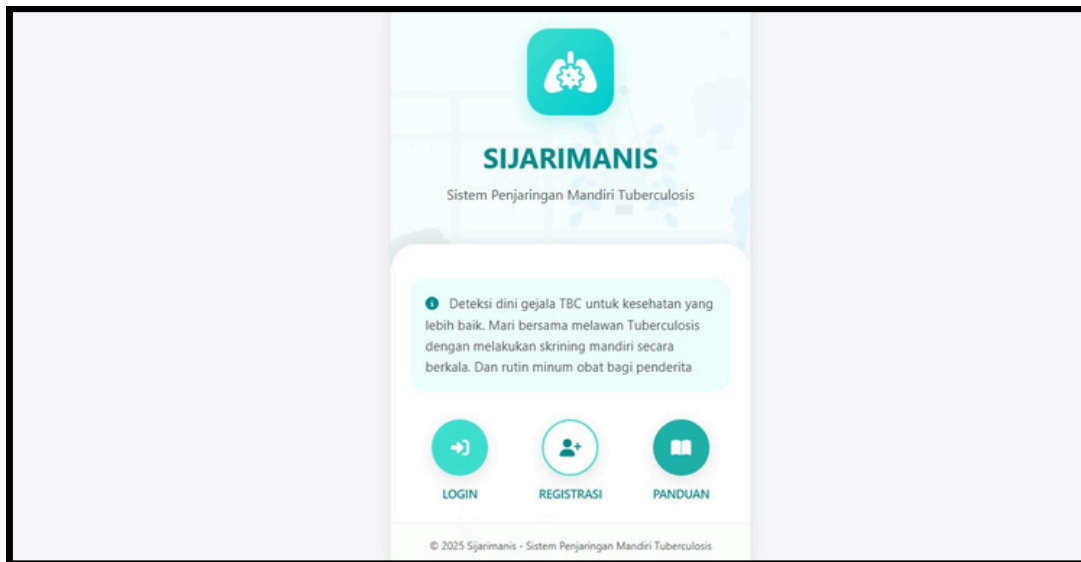 SIJARIMANIS
Sistem Penjaringan Mandiri Tuberculosis
Deteksi dini gejala TBC untuk kesehatan yang
lebih baik. Mari bersama melawan Tuberculosis
dengan melakukan skrining mandiri secara
berkala. Dan rutin minum obat bagi penderita
LOGIN
REGISTRASI
PANDUAN
© 2025 Sijarimanis - Sistem Penjaringan Mandiri Tuberculosis